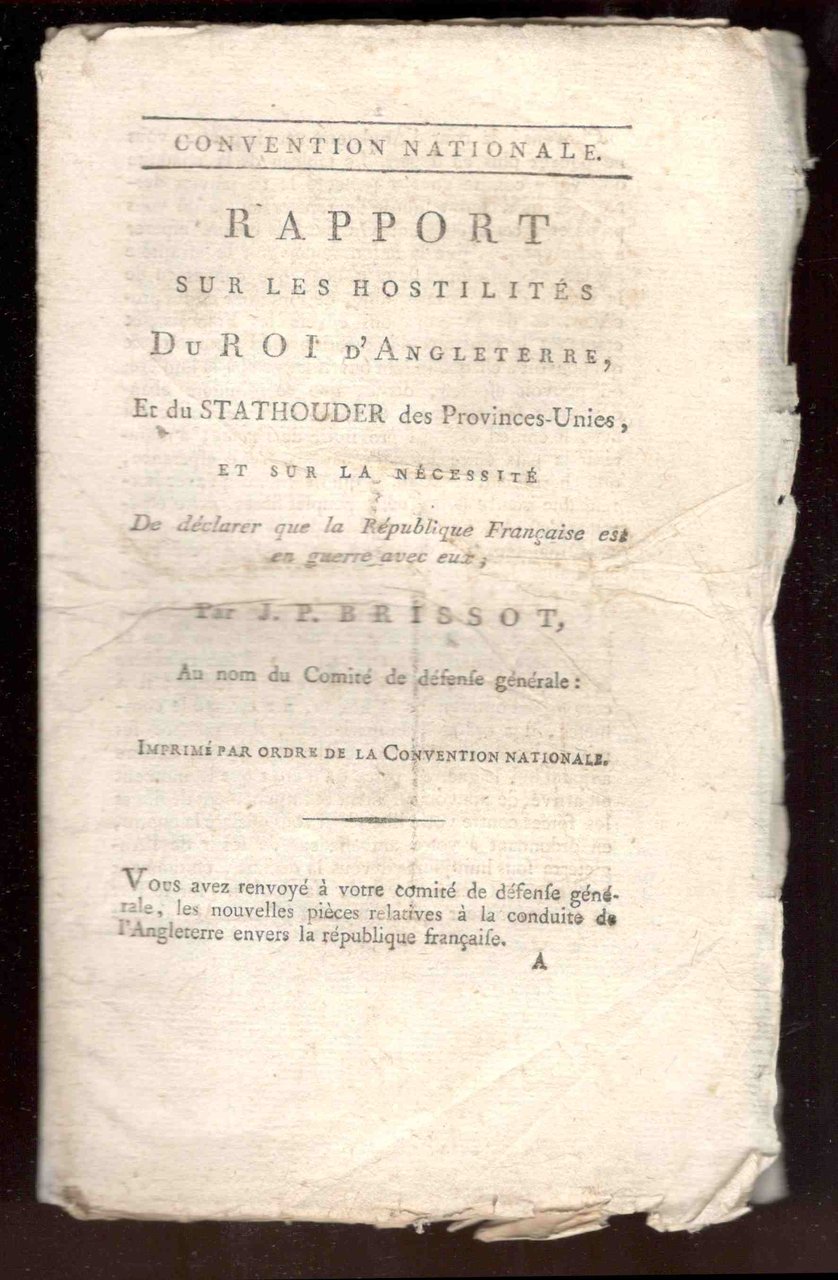 CONVENTION NATIONALE.
RAPPORT
SUR LES HOSTILITÉS
DU ROI D'ANGLETERRE,
Et du STATHOUDER des Provinces-Unies,
ET SUR LA NÉCESSITÉ
De déclarer que la République Française est
en guerre avec eux,
Par J. P. BRISSOT,
Au nom du Comité de défenſe générale:
IMPRIMÉ PAR ORDRE DE LA CONVENTION NATIONALE.
Vous avez renvoyé à votre comité de défenſe géné-
rale, les nouvelles pièces relatives à la conduite de
l'Angleterre envers la république françaiſe.
A